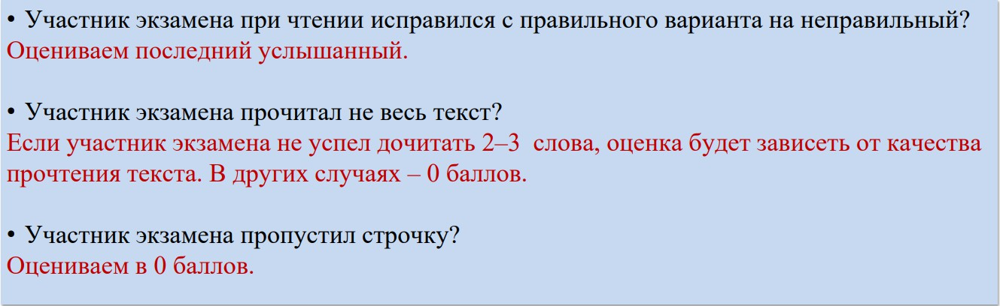 • Участник экзамена при чтении исправился с правильного варианта на неправильный?
Оцениваем последний услышанный.
• Участник экзамена прочитал не весь текст?
Если участник экзамена не успел дочитать 2–3 слова, оценка будет зависеть от качества
прочтения текста. В других случаях – 0 баллов.
• Участник экзамена пропустил строчку?
Оцениваем в 0 баллов.